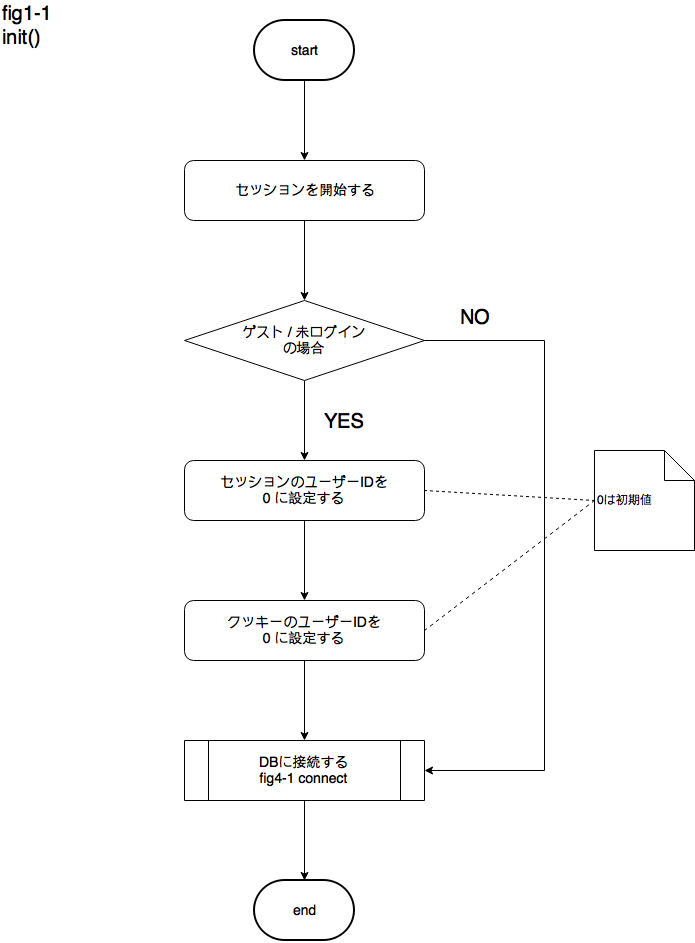 fig1-1
init()
start
セッションを開始する
ゲスト / 未ログイン
の場合
NO
YES
セッションのユーザーIDを
0 に設定する
0は初期値
クッキーのユーザーIDを
0 に設定する
DBに接続する
fig4-1 connect
end